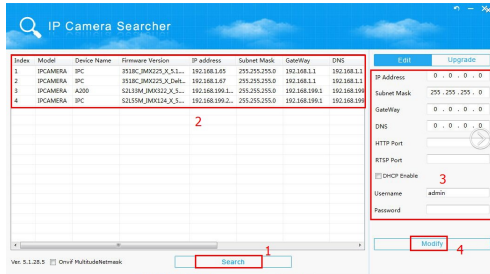 IP Camera Searcher
Index Model Device Name Firmware Version IP address Subnet Mask GateWay DNS
1 IPCAMERA IPC 3518C_IMX225_X_5.1... 192.168.1.65 255.255.255.0 192.168.1.1 192.168.1.1
2 IPCAMERA IPC 3518C_IMX225_X_Delt... 192.168.1.67 255.255.255.0 192.168.1.1 192.168.1.1
3 IPCAMERA A200 S2L33M_IMX322_X_5... 192.168.199.1... 255.255.255.0 192.168.199.1 192.168.199
4 IPCAMERA IPC S2L55M_IMX124_X_5... 192.168.199.2... 255.255.255.0 192.168.199.1 192.168.199
2
Edit Upgrade
IP Address 0 . 0 . 0 . 0
Subnet Mask 255 . 255 . 255 . 0
GateWay 0 . 0 . 0 . 0
DNS 0 . 0 . 0 . 0
HTTP Port
RTSP Port
DHCP Enable
3
Username admin
Password
Modify
4
1
Ver. 5.1.28.5 Onvif MultitudeNetmask Search